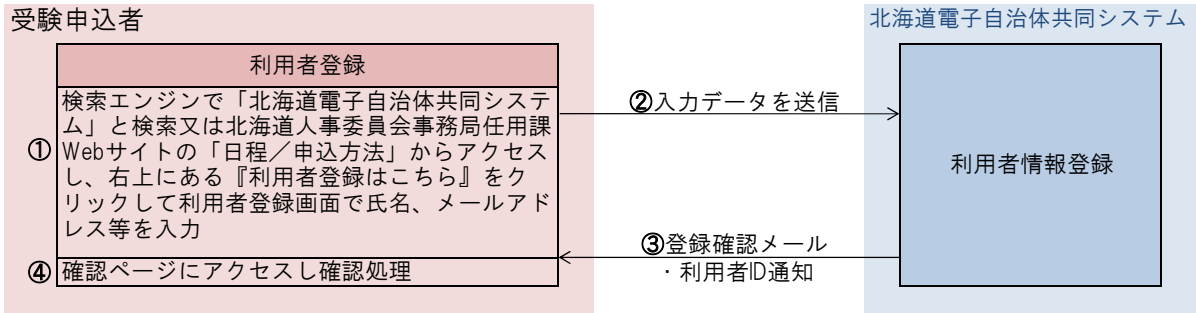 受験申込者
北海道電子自治体共同システム
利用者登録
①
検索エンジンで「北海道電子自治体共同システ
ム」と検索又は北海道人事委員会事務局任用課
Webサイトの「日程／申込方法」からアクセス
し、右上にある『利用者登録はこちら』をク
リックして利用者登録画面で氏名、メールアド
レス等を入力
②入力データを送信
利用者情報登録
③登録確認メール
・利用者ID通知
④
確認ページにアクセスし確認処理